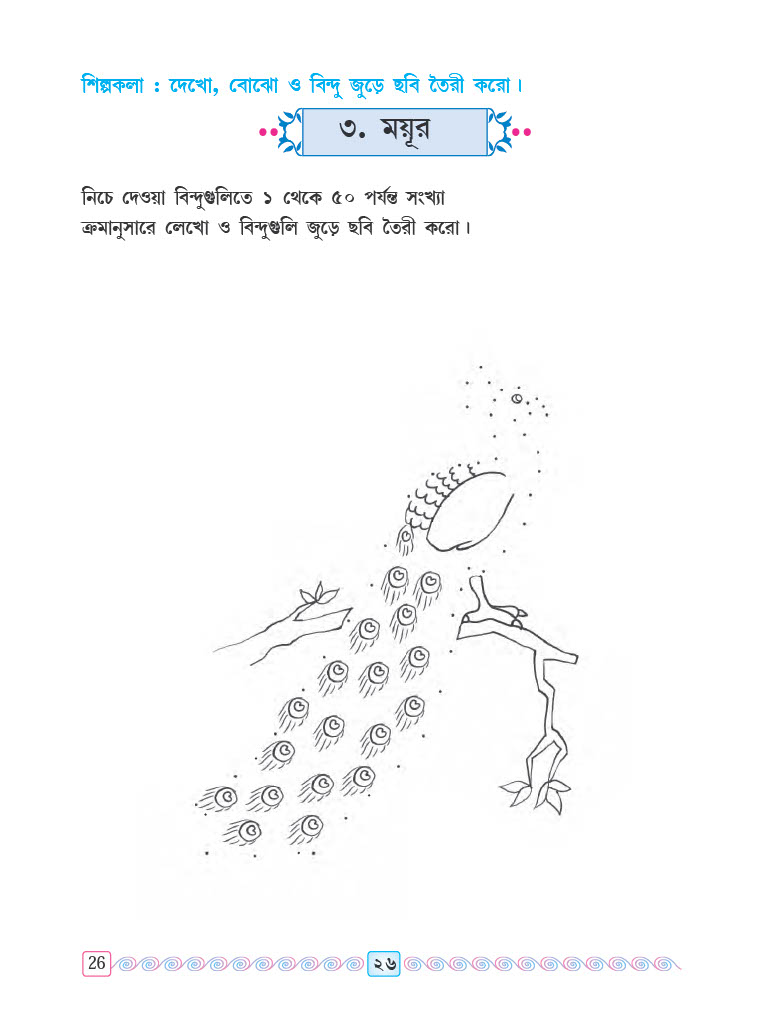 শিল্পকলা : দেখো, বোঝো ও বিন্দু জুড়ে ছবি তৈরী করো।
৩. ময়ূর
নিচে দেওয়া বিন্দুগুলিতে ১ থেকে ৫০ পর্যন্ত সংখ্যা
ক্রমানুসারে লেখো ও বিন্দুগুলি জুড়ে ছবি তৈরী করো।
26
২৬